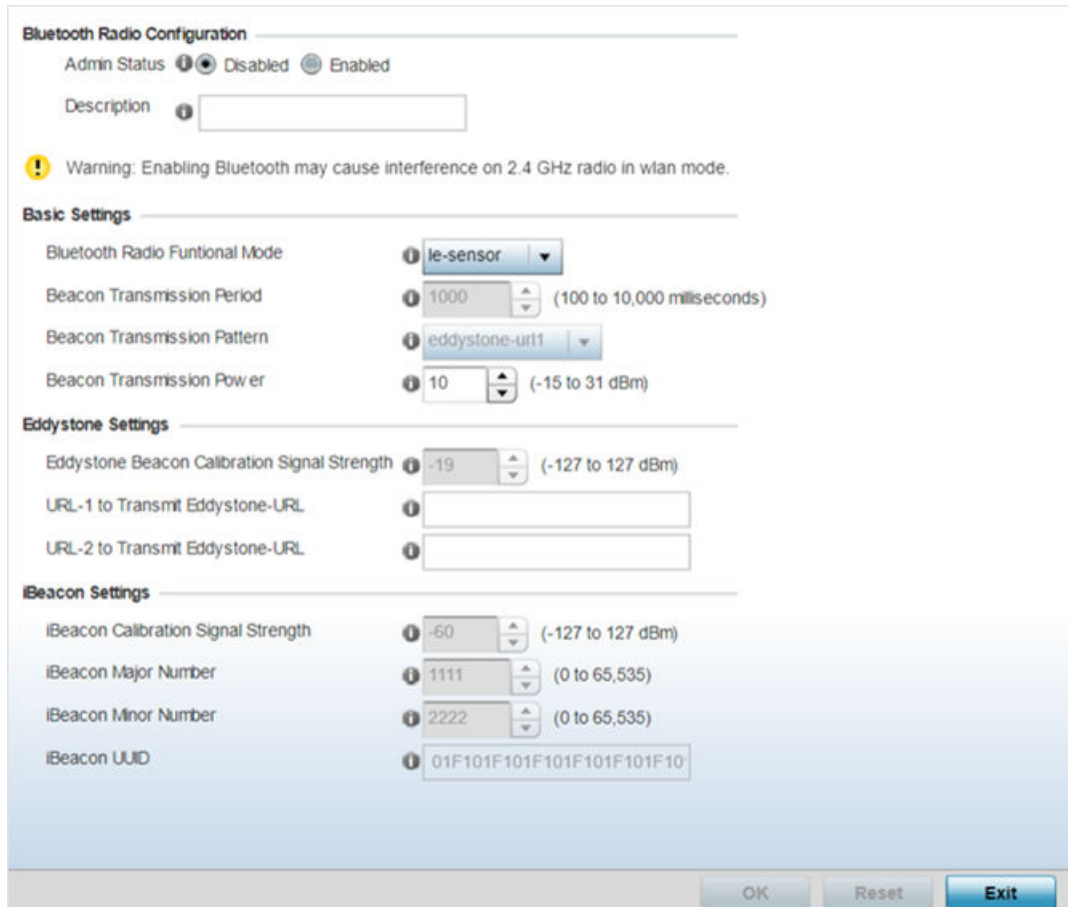 Bluetooth Radio Configuration
Admin Status Disabled Enabled
Description
Warning: Enabling Bluetooth may cause interference on 2.4 GHz radio in wlan mode.
Basic Settings
Bluetooth Radio Funtional Mode le-sensor
Beacon Transmission Period 1000 (100 to 10,000 milliseconds)
Beacon Transmission Pattern eddystone-url1
Beacon Transmission Power 10 (-15 to 31 dBm)
Eddystone Settings
Eddystone Beacon Calibration Signal Strength -19 (-127 to 127 dBm)
URL-1 to Transmit Eddystone-URL
URL-2 to Transmit Eddystone-URL
iBeacon Settings
iBeacon Calibration Signal Strength -60 (-127 to 127 dBm)
iBeacon Major Number 1111 (0 to 65,535)
iBeacon Minor Number 2222 (0 to 65,535)
iBeacon UUID 01F101F101F101F101F101F10
OK Reset Exit